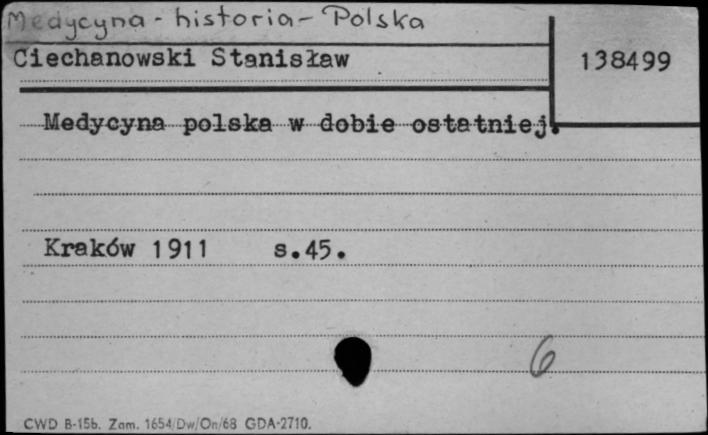 Medycyna - historia - Polska
Ciechanowski Stanisław
138499
Medycyna polska w dobie ostatniej.
Kraków 1911 s.45.
6
CWD B-15b. Zam. 1654/Dw/On/68 GDA-2710.